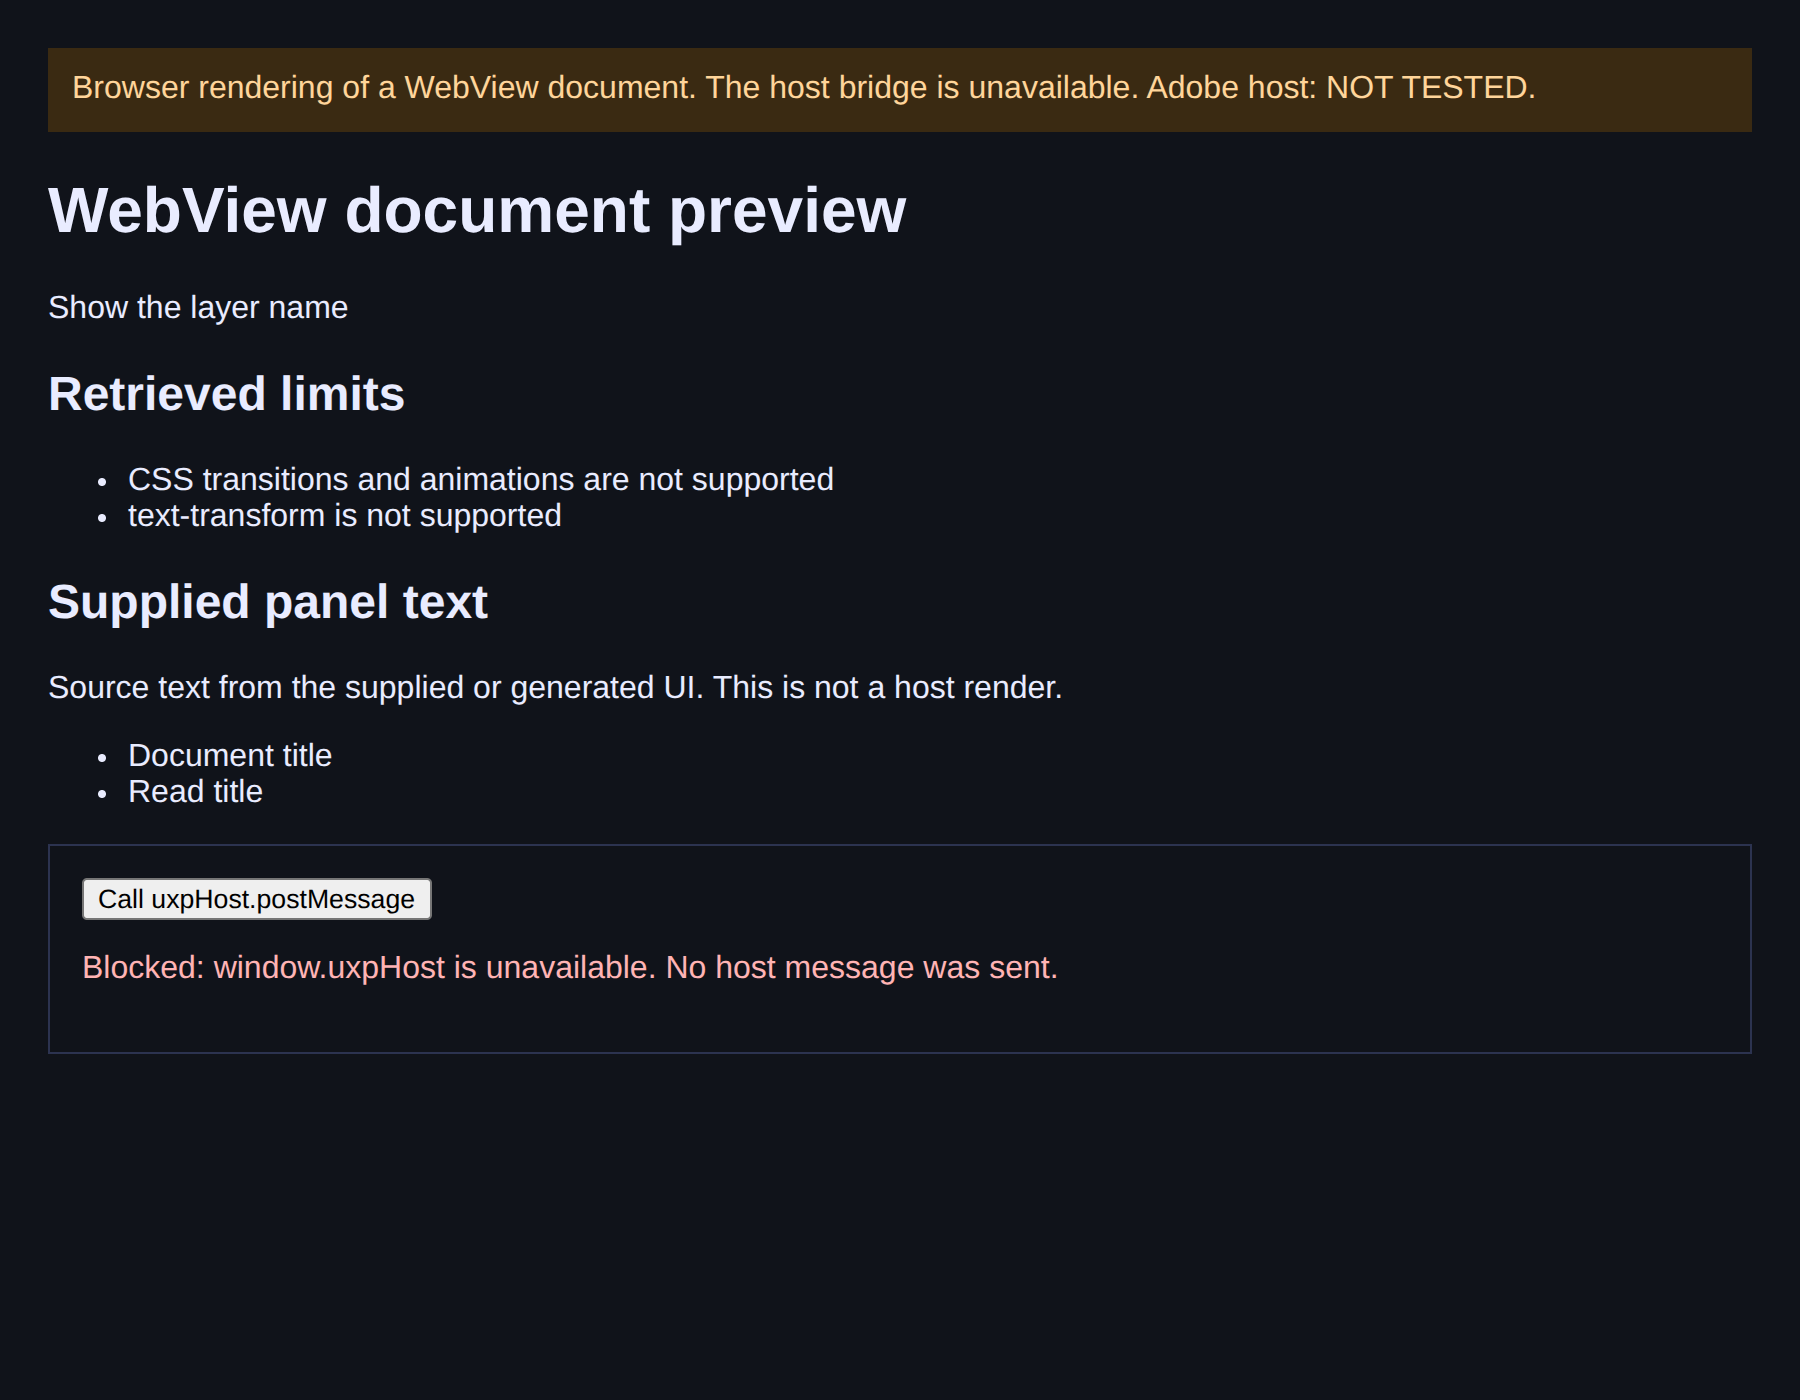 Browser rendering of a WebView document. The host bridge is unavailable. Adobe host: NOT TESTED.
WebView document preview
Show the layer name
Retrieved limits
CSS transitions and animations are not supported
text-transform is not supported
Supplied panel text
Source text from the supplied or generated UI. This is not a host render.
Document title
Read title
Call uxpHost.postMessage
Blocked: window.uxpHost is unavailable. No host message was sent.